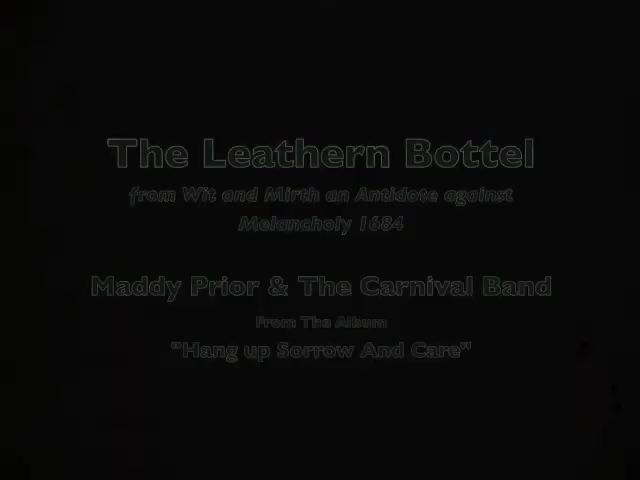 The Leathern Bottel
from Wit and Mirth an Antidote against
Melancholy 1684
Maddy Prior & The Carnival Band
From The Album
"Hang up Sorrow And Care"